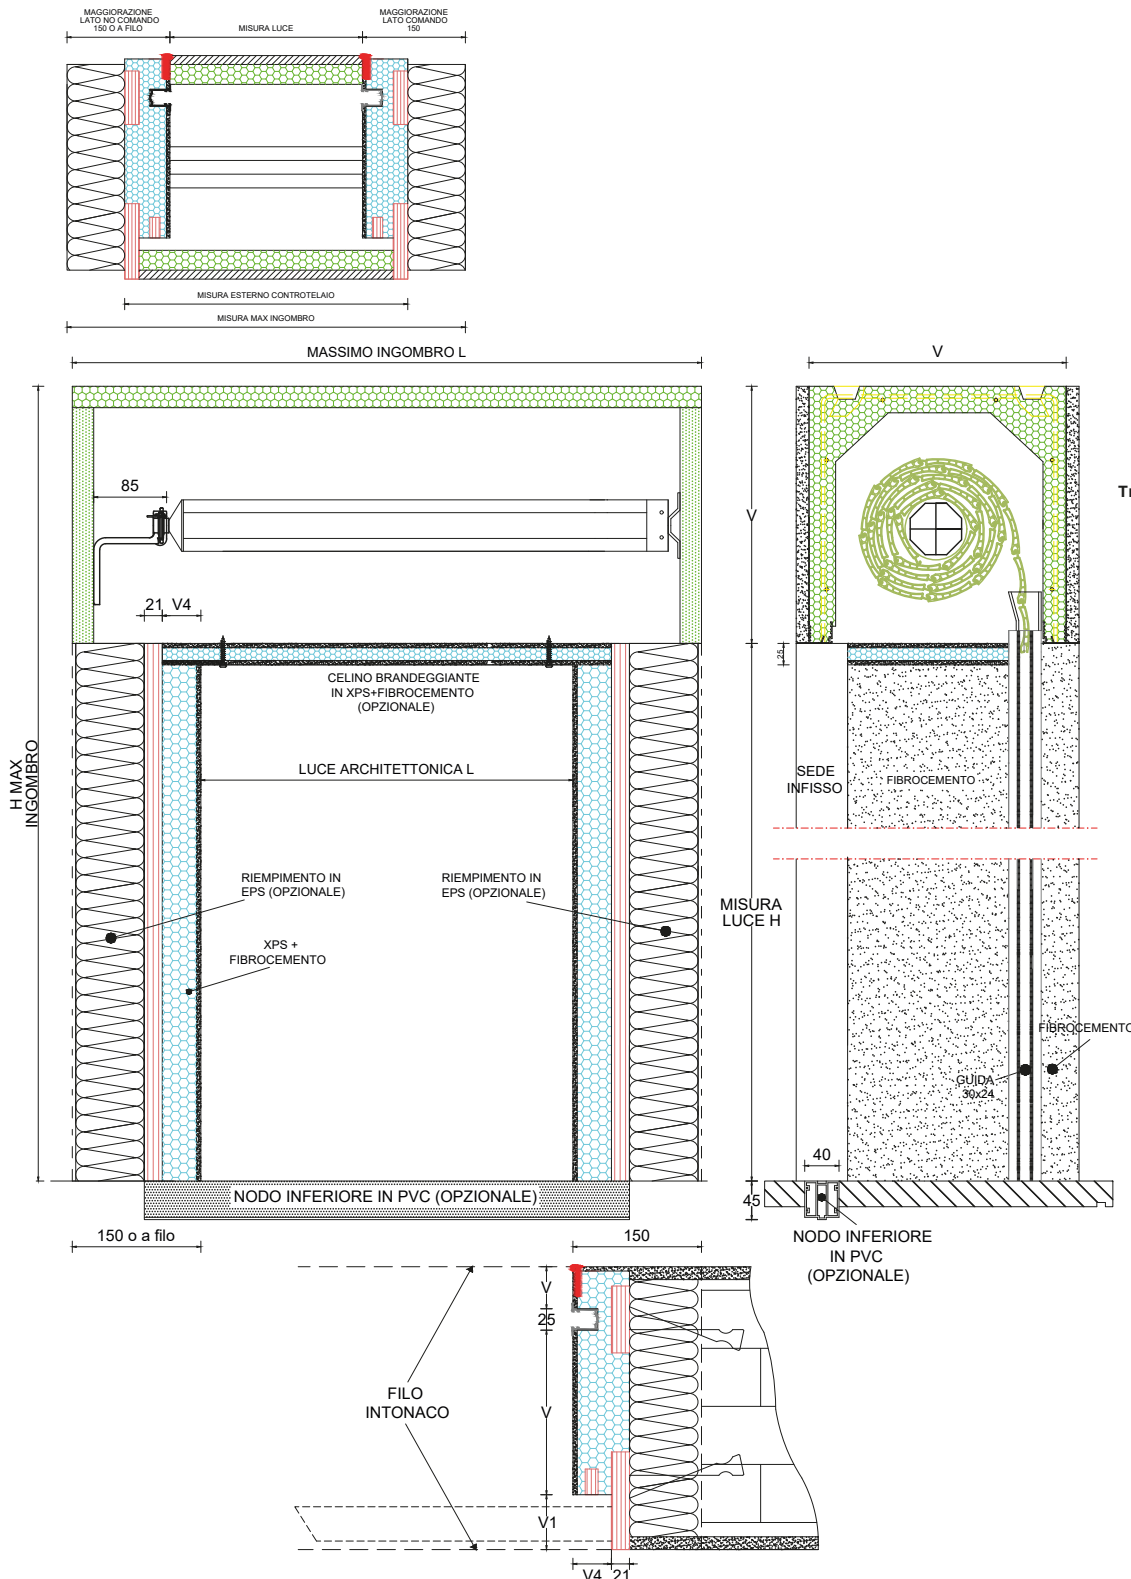 MAGGIORAZIONE
LATO NO COMANDO
150 O A FILO
MISURA LUCE
MAGGIORAZIONE
LATO COMANDO
150
MISURA ESTERNO CONTROTELAIO
MISURA MAX INGOMBRO
MASSIMO INGOMBRO L
V
85
V
21
V4
25
CELINO BRANDEGGIANTE
IN XPS+FIBROCEMENTO
(OPZIONALE)
H MAX
INGOMBRO
LUCE ARCHITETTONICA L
SEDE
INFISSO
FIBROCEMENTO
RIEMPIMENTO IN
EPS (OPZIONALE)
RIEMPIMENTO IN
EPS (OPZIONALE)
MISURA
LUCE H
XPS +
FIBROCEMENTO
FIBROCEMENTO
GUIDA
30x24
40
45
NODO INFERIORE IN PVC (OPZIONALE)
150 o a filo
150
NODO INFERIORE
IN PVC
(OPZIONALE)
V
25
FILO
INTONACO
V
V1
V4
21